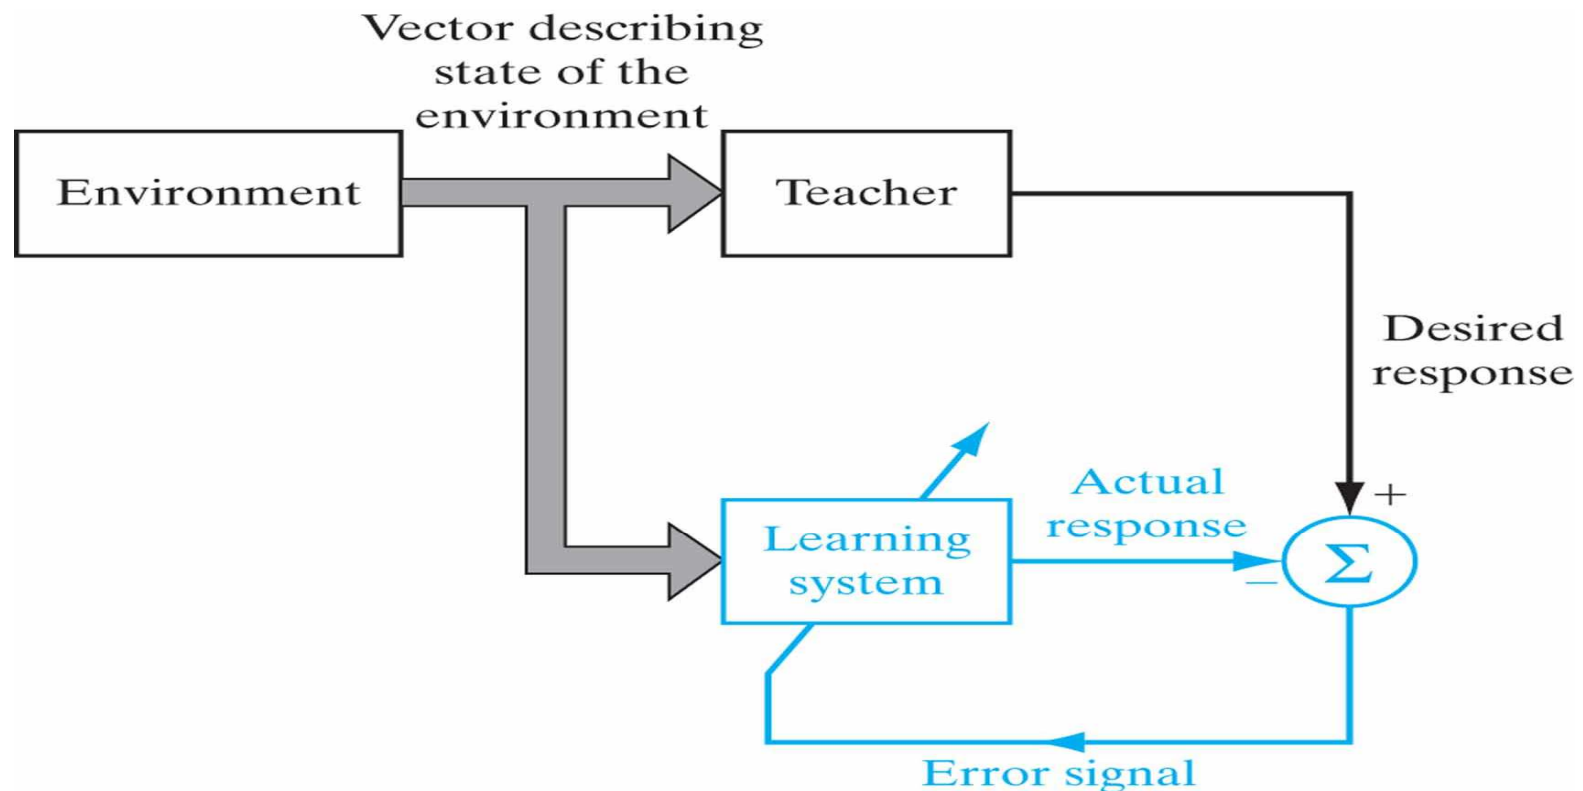 Vector describing
state of the
environment
Environment
Teacher
Desired
response
+
Actual
response
Learning
system
−
Σ
Error signal